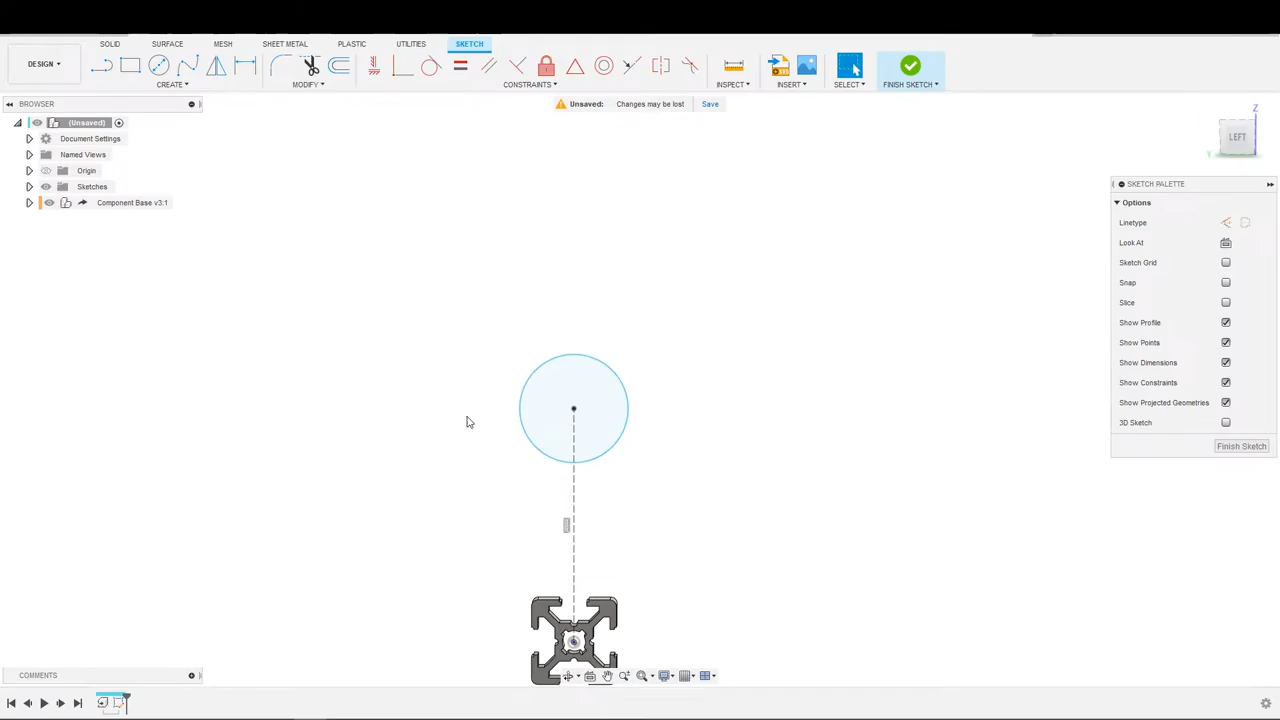 SOLID SURFACE MESH SHEET METAL PLASTIC UTILITIES SKETCH
DESIGN
CREATE MODIFY CONSTRAINTS INSPECT INSERT SELECT FINISH SKETCH
BROWSER
Unsaved: Changes may be lost Save
(Unsaved)
Document Settings
Named Views
Origin
Sketches
Component Base v3:1
Z
LEFT
Y
SKETCH PALETTE
Options
Linetype
Look At
Sketch Grid
Snap
Slice
Show Profile
Show Points
Show Dimensions
Show Constraints
Show Projected Geometries
3D Sketch
Finish Sketch
COMMENTS